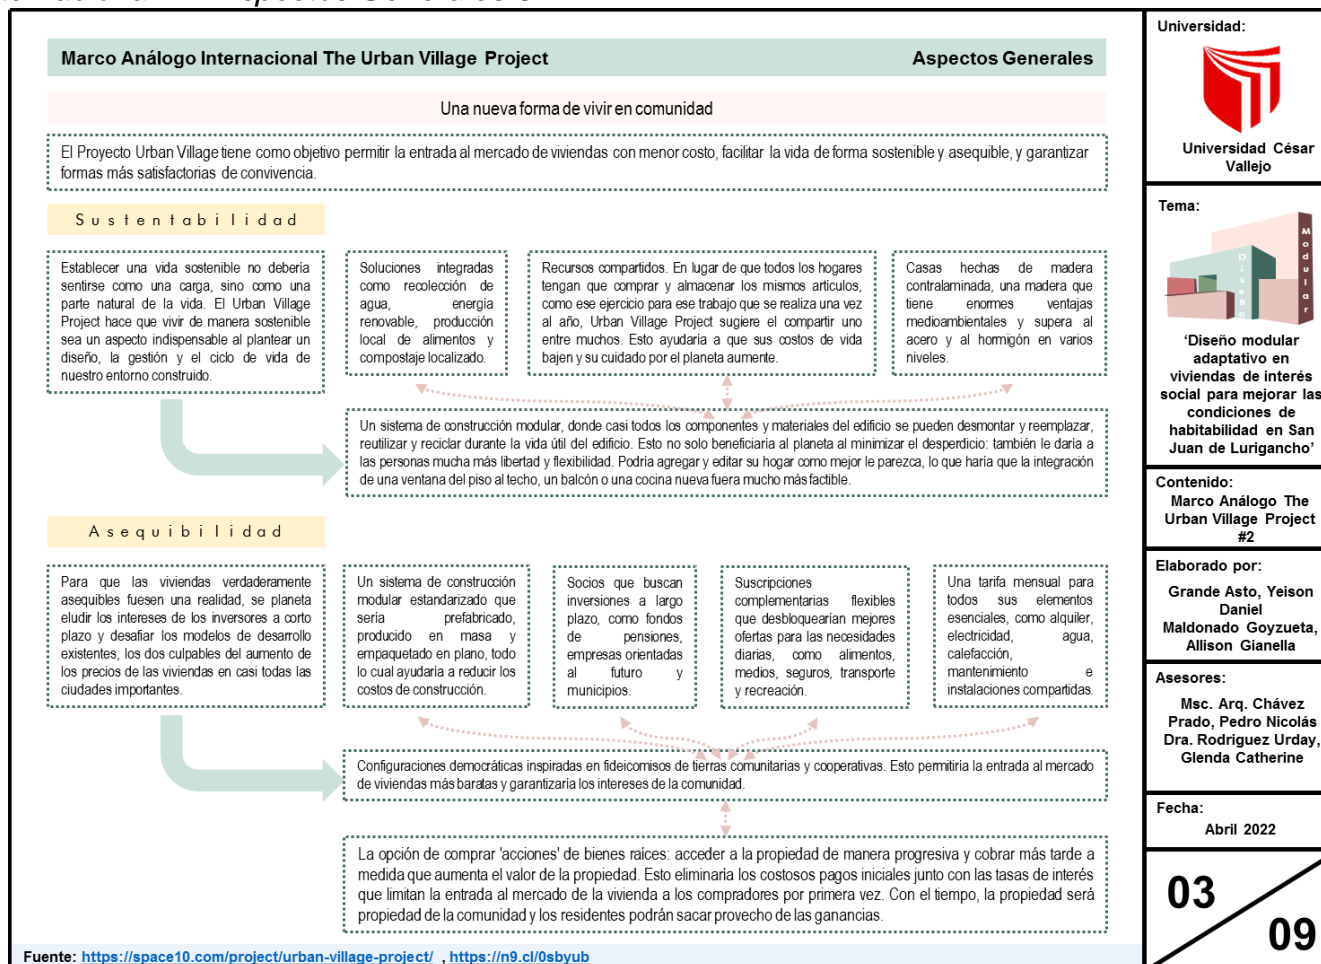 Marco Análogo Internacional The Urban Village Project
Aspectos Generales
Una nueva forma de vivir en comunidad
El Proyecto Urban Village tiene como objetivo permitir la entrada al mercado de viviendas con menor costo, facilitar la vida de forma sostenible y asequible, y garantizar
formas más satisfactorias de convivencia.
Sustentabilidad
Establecer una vida sostenible no debería
sentirse como una carga, sino como una
parte natural de la vida. El Urban Village
Project hace que vivir de manera sostenible
sea un aspecto indispensable al plantear un
diseño, la gestión y el ciclo de vida de
nuestro entorno construido.
Soluciones integradas
como recolección de
agua, energía
renovable, producción
local de alimentos y
compostaje localizado.
Recursos compartidos. En lugar de que todos los hogares
tengan que comprar y almacenar los mismos artículos,
como ese ejercicio para ese trabajo que se realiza una vez
al año, Urban Village Project sugiere el compartir uno
entre muchos. Esto ayudaría a que sus costos de vida
bajen y su cuidado por el planeta aumente.
Casas hechas de madera
contralaminada, una madera que
tiene enormes ventajas
medioambientales y supera al
acero y al hormigón en varios
niveles.
Un sistema de construcción modular, donde casi todos los componentes y materiales del edificio se pueden desmontar y reemplazar,
reutilizar y reciclar durante la vida útil del edificio. Esto no solo beneficiaría al planeta al minimizar el desperdicio: también le daría a
las personas mucha más libertad y flexibilidad. Podría agregar y editar su hogar como mejor le parezca, lo que haría que la integración
de una ventana del piso al techo, un balcón o una cocina nueva fuera mucho más factible.
Asequibilidad
Para que las viviendas verdaderamente
asequibles fuesen una realidad, se planeta
eludir los intereses de los inversores a corto
plazo y desafiar los modelos de desarrollo
existentes, los dos culpables del aumento de
los precios de las viviendas en casi todas las
ciudades importantes.
Un sistema de construcción
modular estandarizado que
sería prefabricado,
producido en masa y
empaquetado en plano, todo
lo cual ayudaría a reducir los
costos de construcción.
Socios que buscan
inversiones a largo
plazo, como fondos
de pensiones,
empresas orientadas
al futuro y
municipios.
Suscripciones
complementarias flexibles
que desbloquearían mejores
ofertas para las necesidades
diarias, como alimentos,
medios, seguros, transporte
y recreación.
Una tarifa mensual para
todos sus elementos
esenciales, como alquiler,
electricidad, agua,
calefacción,
mantenimiento e
instalaciones compartidas.
Configuraciones democráticas inspiradas en fideicomisos de tierras comunitarias y cooperativas. Esto permitiría la entrada al mercado
de viviendas más baratas y garantizaría los intereses de la comunidad.
La opción de comprar 'acciones' de bienes raíces: acceder a la propiedad de manera progresiva y cobrar más tarde a
medida que aumenta el valor de la propiedad. Esto eliminaría los costosos pagos iniciales junto con las tasas de interés
que limitan la entrada al mercado de la vivienda a los compradores por primera vez. Con el tiempo, la propiedad será
propiedad de la comunidad y los residentes podrán sacar provecho de las ganancias.
Fuente: https://space10.com/project/urban-village-project/ , https://n9.cl/0sbyub
Universidad:
Universidad César
Vallejo
Tema:
Diseño
Modular
‘Diseño modular
adaptativo en
viviendas de interés
social para mejorar las
condiciones de
habitabilidad en San
Juan de Lurigancho’
Contenido:
Marco Análogo The
Urban Village Project
#2
Elaborado por:
Grande Asto, Yeison
Daniel
Maldonado Goyzueta,
Allison Gianella
Asesores:
Msc. Arq. Chávez
Prado, Pedro Nicolás
Dra. Rodriguez Urday,
Glenda Catherine
Fecha:
Abril 2022
03
09